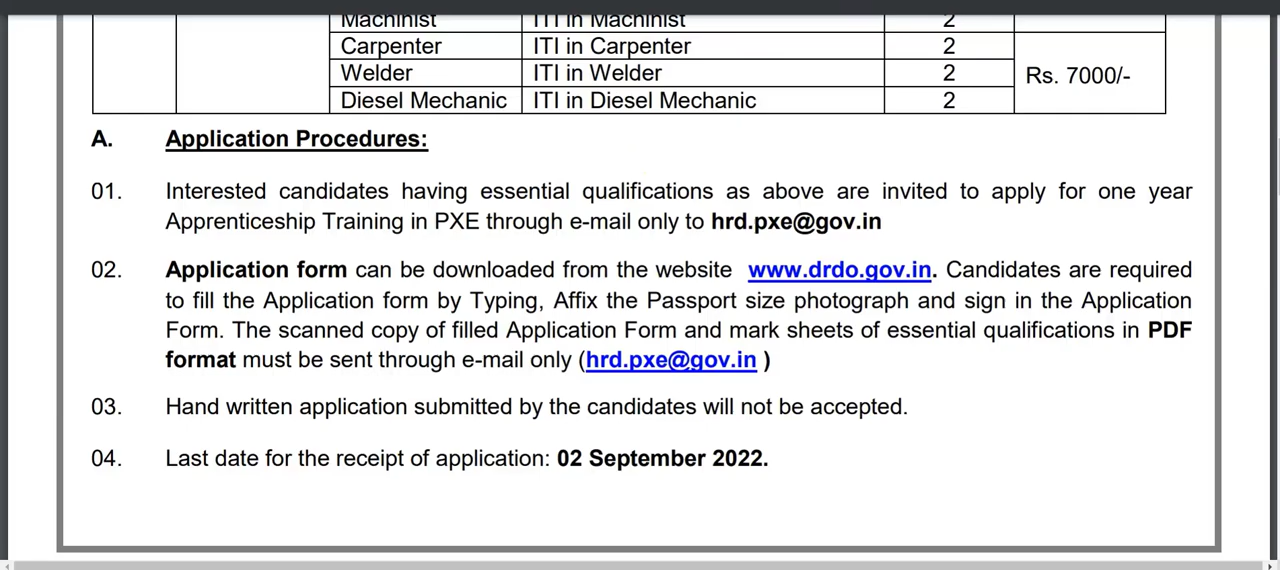 Machinist ITI in Machinist 2
Carpenter ITI in Carpenter 2
Welder ITI in Welder 2 Rs. 7000/-
Diesel Mechanic ITI in Diesel Mechanic 2
A. Application Procedures:
01. Interested candidates having essential qualifications as above are invited to apply for one year
Apprenticeship Training in PXE through e-mail only to hrd.pxe@gov.in
02. Application form can be downloaded from the website www.drdo.gov.in. Candidates are required
to fill the Application form by Typing, Affix the Passport size photograph and sign in the Application
Form. The scanned copy of filled Application Form and mark sheets of essential qualifications in PDF
format must be sent through e-mail only (hrd.pxe@gov.in )
03. Hand written application submitted by the candidates will not be accepted.
04. Last date for the receipt of application: 02 September 2022.